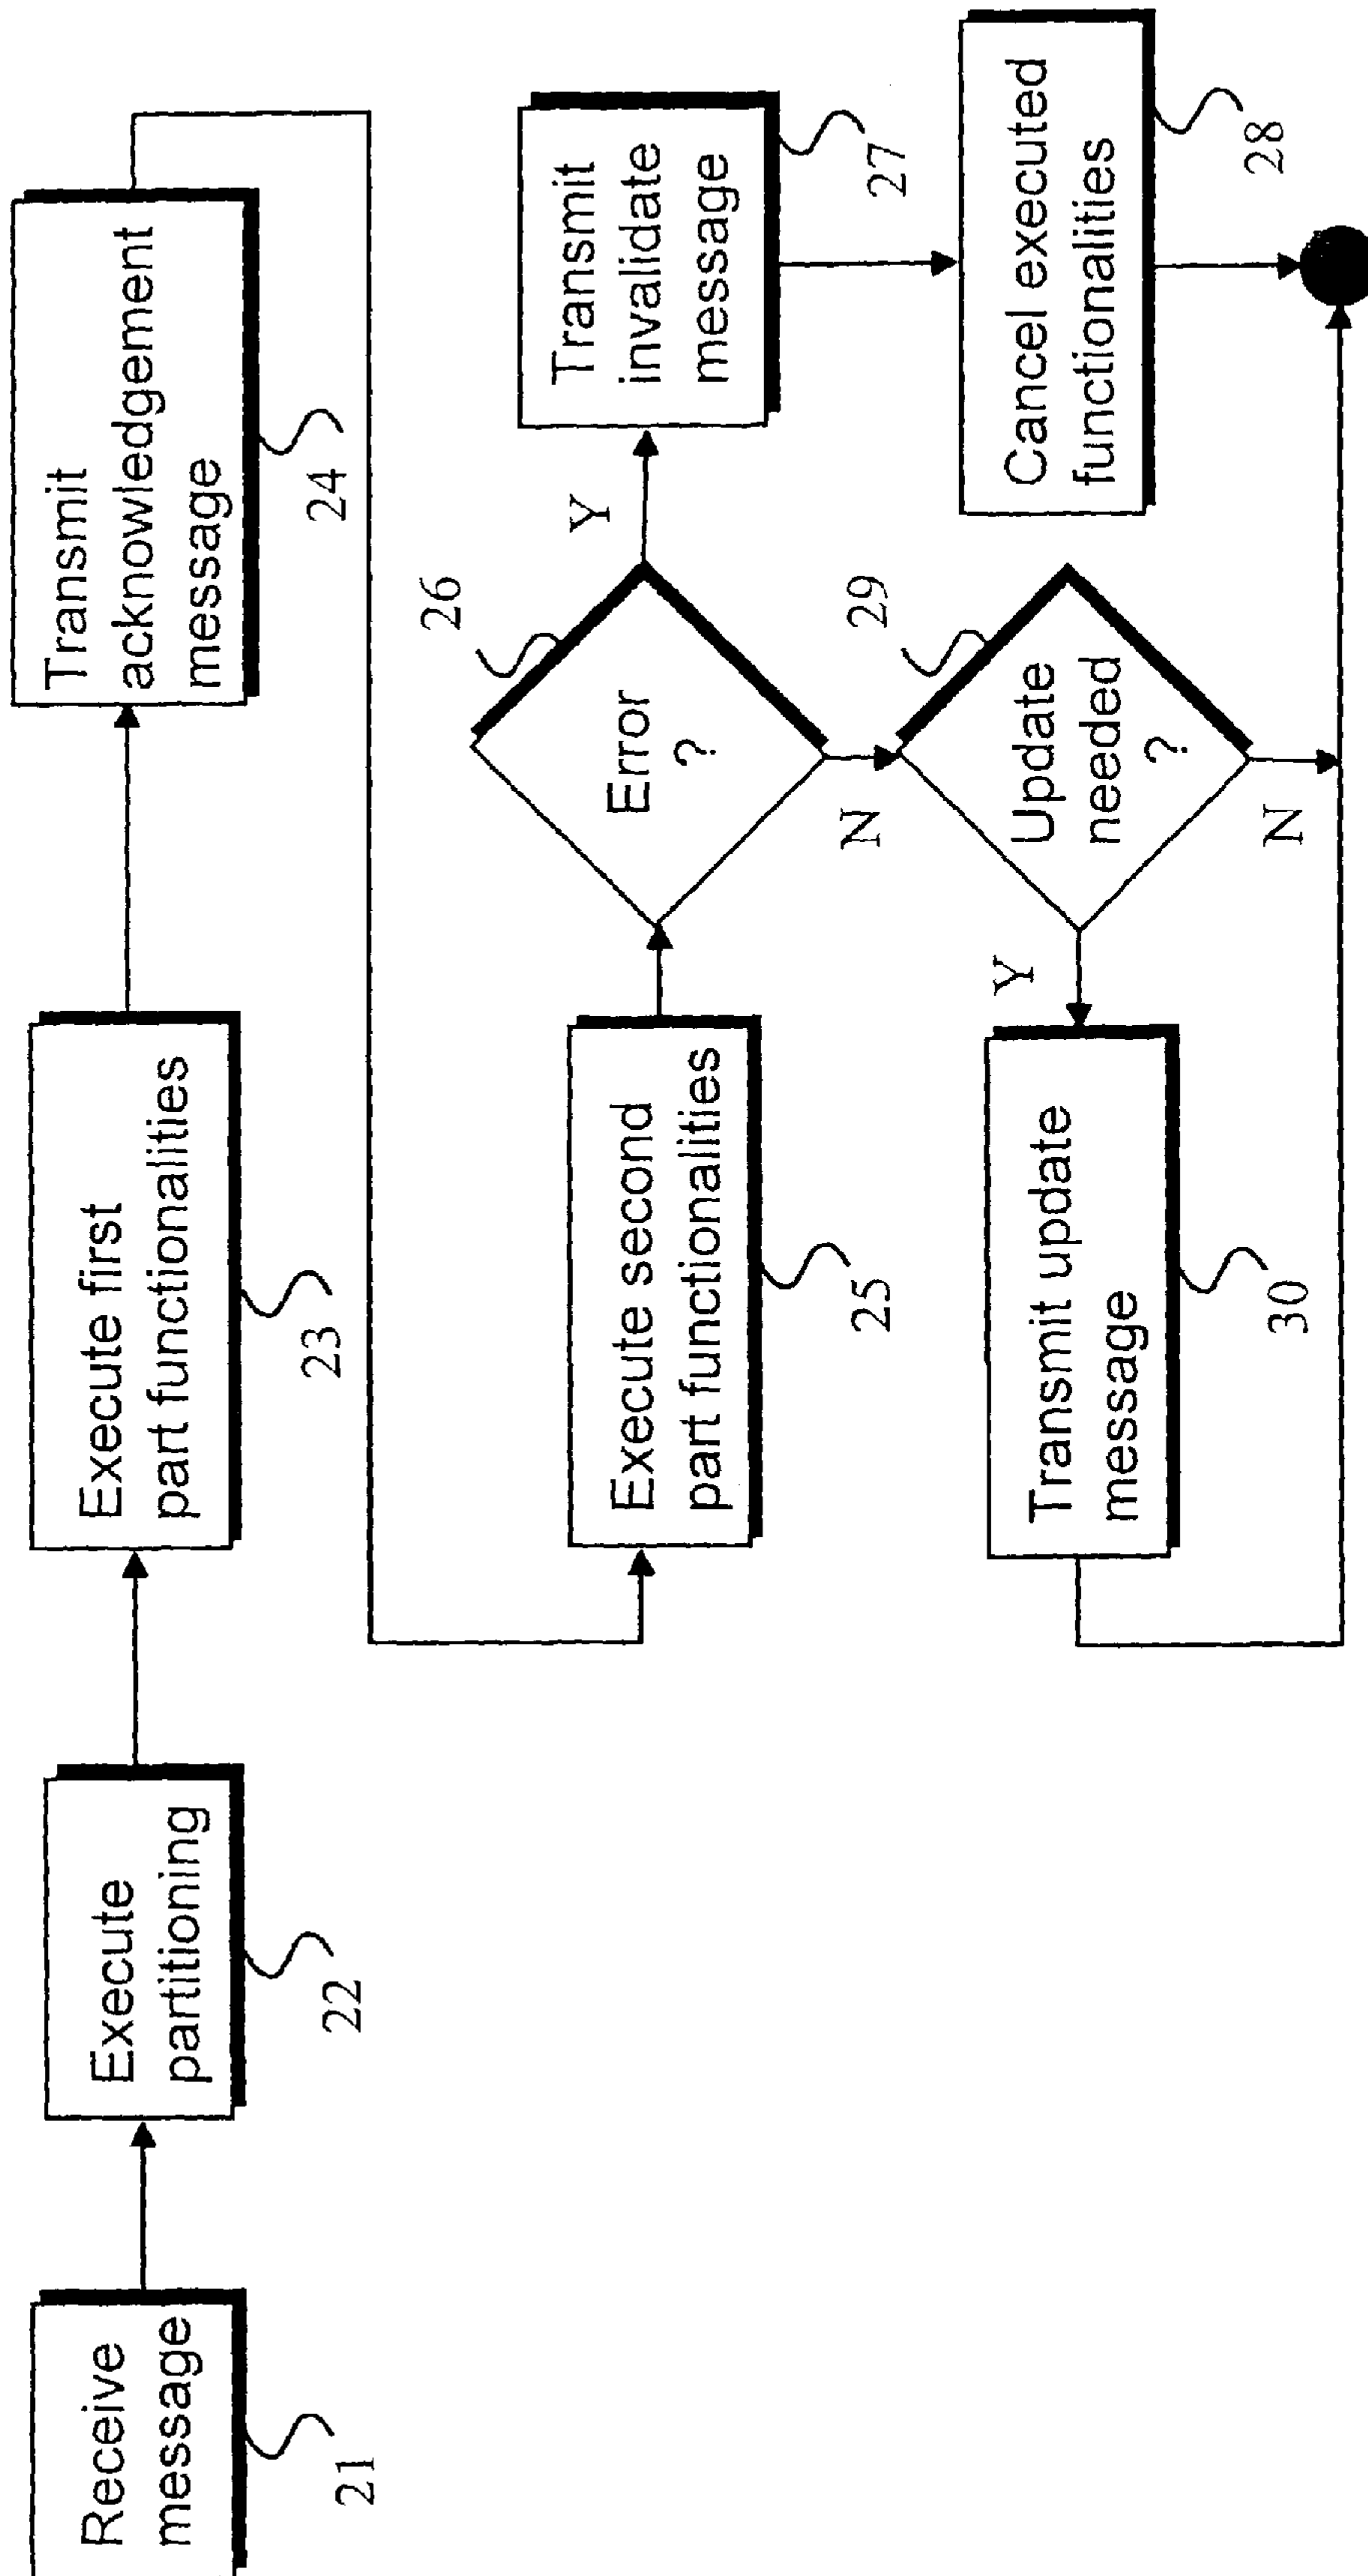 Receive
message
21
Execute
partitioning
22
Execute first
part functionalities
23
Transmit
acknowledgement
message
24
Execute second
part functionalities
25
Error
?
26
Y
N
Transmit
invalidate
message
27
Cancel executed
functionalities
28
Update
needed
?
29
Y
N
Transmit update
message
30